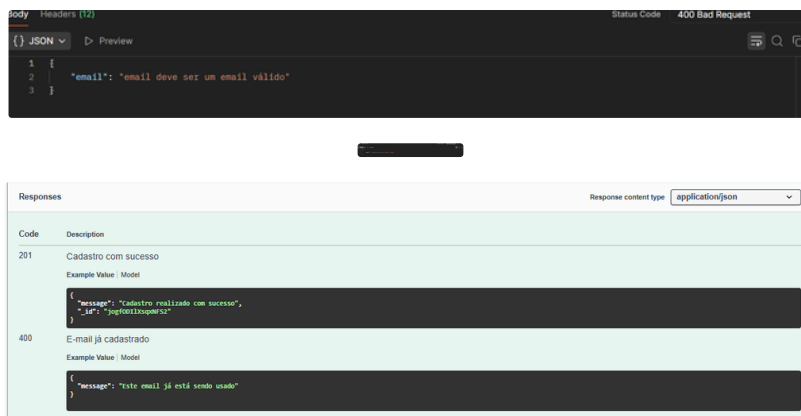 Body Headers (12) Status Code 400 Bad Request
{} JSON Preview
1 {
2 "email": "email deve ser um email válido"
3 }
Responses Response content type application/json
Code Description
201 Cadastro com sucesso
Example Value | Model
{
"message": "Cadastro realizado com sucesso",
"_id": "jogfODIlXsqxNFS2"
}
400 E-mail já cadastrado
Example Value | Model
{
"message": "Este email já está sendo usado"
}